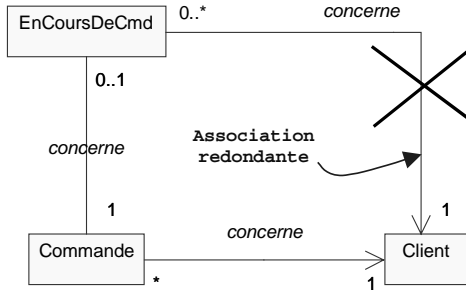 EnCoursDeCmd
0..*
concerne
0..1
concerne
Association
redondante
1
1
Commande
concerne
Client
*
1